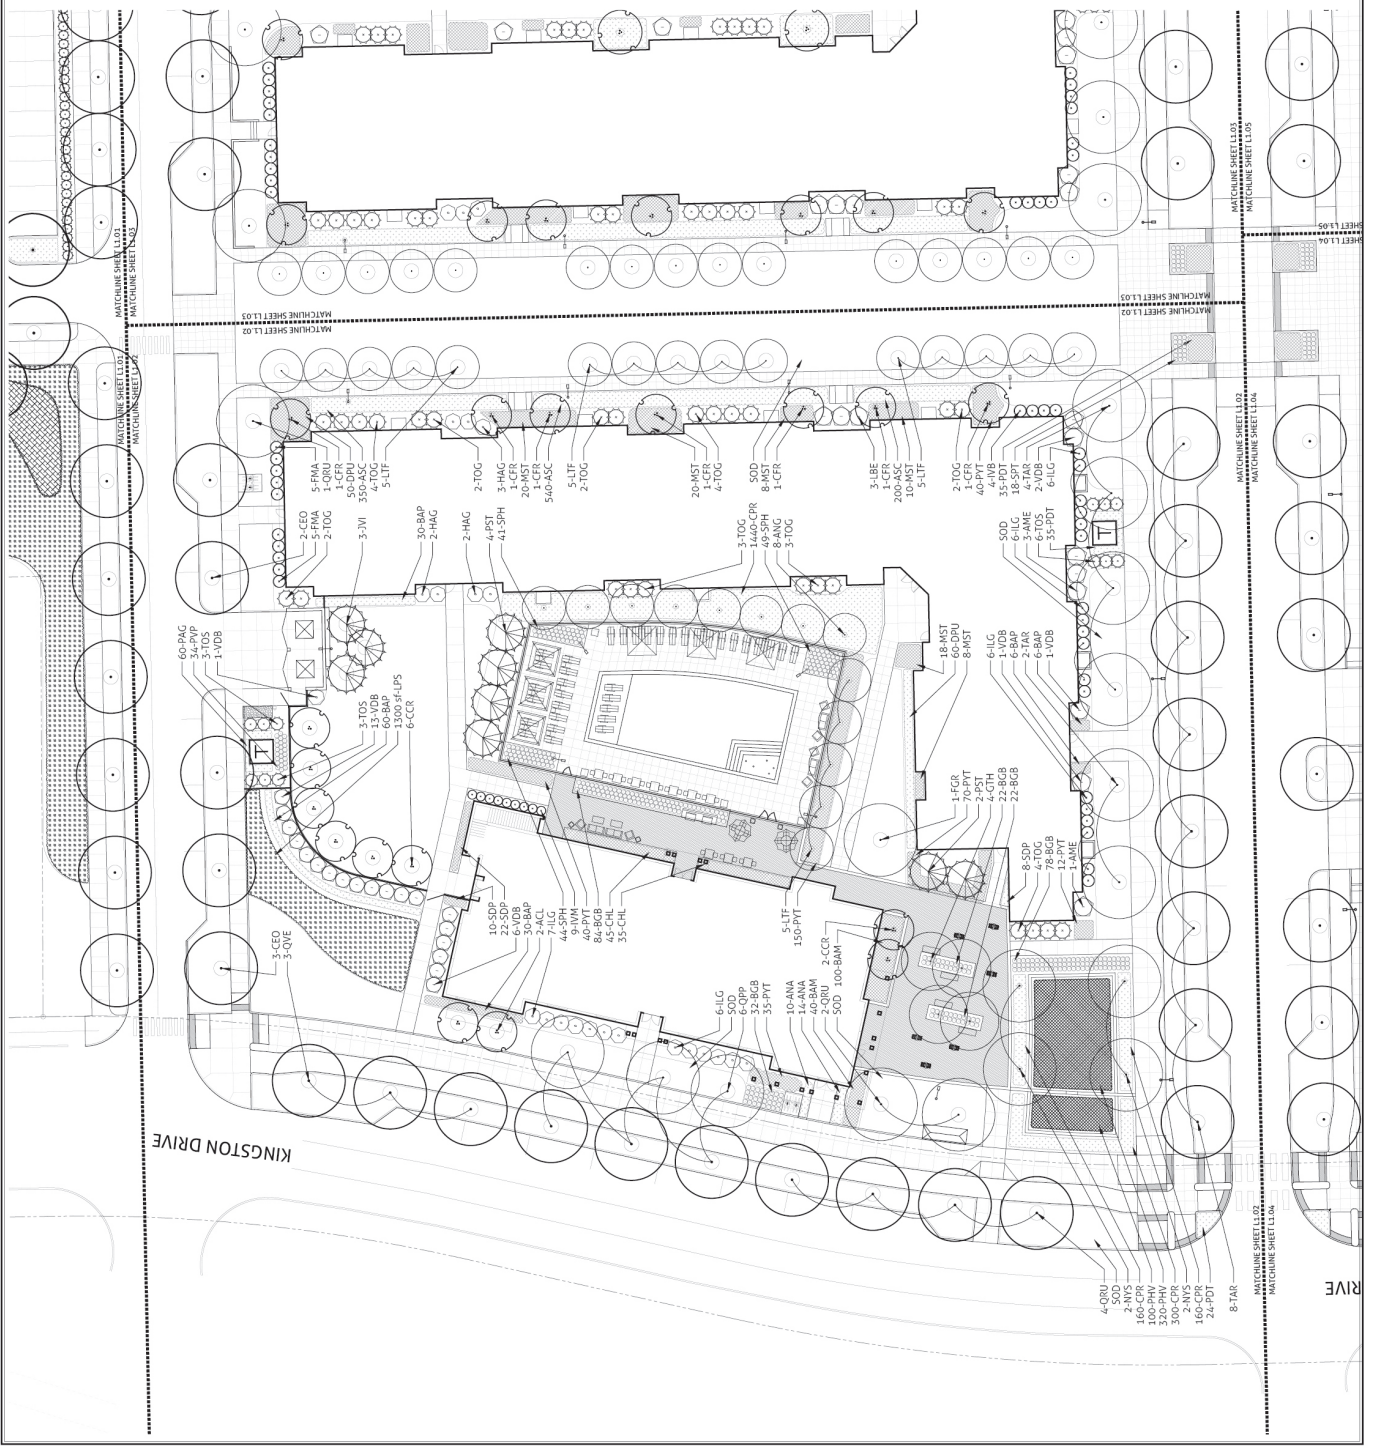 MATCHLINE SHEET L1.01
MATCHLINE SHEET L1.03
MATCHLINE SHEET L1.03
MATCHLINE SHEET L1.05
SHEET L1.05
SHEET L1.04
MATCHLINE SHEET L1.03
MATCHLINE SHEET L1.02
MATCHLINE SHEET L1.03
MATCHLINE SHEET L1.02
MATCHLINE SHEET L1.01
MATCHLINE SHEET L1.02
MATCHLINE SHEET L1.02
MATCHLINE SHEET L1.04
5-FMA
1-QRU
1-CFR
50-DPU
350-ASC
4-TOG
5-LTF
2-TOG
3-HAG
1-CFR
20-MST
1-CFR
540-ASC
5-LTF
2-TOG
20-MST
1-CFR
4-TOG
SOD
8-MST
1-CFR
3-LBE
1-CFR
200-ASC
10-MST
5-LTF
2-TOG
1-CFR
40-PYT
4-IVB
35-PDT
18-SPT
4-TAR
2-VDB
6-ILG
2-CEO
5-FMA
2-TOG
3-JVI
30-BAP
2-HAG
2-HAG
4-PST
41-SPH
3-TOG
1440-CPR
49-SPH
8-ANG
3-TOG
SOD
6-ILG
3-AME
6-TOS
35-PDT
T
60-PAG
34-PVP
3-TOS
1-VDB
18-MST
60-DPU
8-MST
6-ILG
1-VDB
6-BAP
2-TAR
6-BAP
1-VDB
T
3-TOS
13-VDB
60-BAP
1300 sf-LPS
6-CCR
1-FGR
70-PYT
2-PST
4-GTH
22-BGB
22-BGB
8-SDP
4-TOG
78-BGB
12-PYT
1-AME
3-CEO
3-QVE
10-SDP
22-SDP
6-VDB
30-BAP
2-ACL
7-ILG
44-SPH
9-IVM
40-PYT
84-BGB
45-CHL
35-CHL
5-LTF
150-PYT
2-CCR
6-ILG
SOD
6-QPP
32-BGB
35-PYT
10-ANA
14-ANA
40-BAM
2-QRU
SOD 100-BAM
KINGSTON DRIVE
4-QRU
SOD
2-NYS
160-CPR
100-PHV
320-PHV
300-CPR
2-NYS
160-CPR
24-PDT
8-TAR
MATCHLINE SHEET L1.02
MATCHLINE SHEET L1.04
RIVE